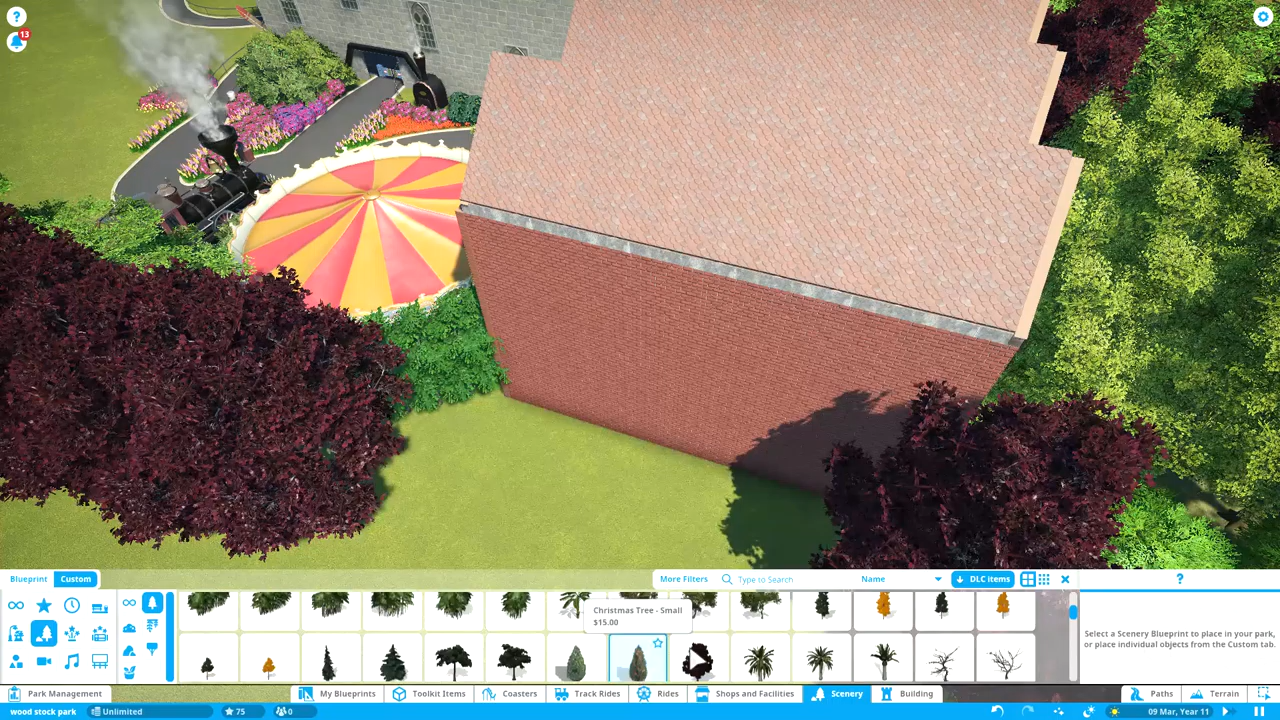 ?
13
Blueprint
Custom
More Filters
Type to Search
Name
DLC items
?
Christmas Tree - Small
$15.00
Select a Scenery Blueprint to place in your park,
or place individual objects from the Custom tab.
Park Management
My Blueprints
Toolkit Items
Coasters
Track Rides
Rides
Shops and Facilities
Scenery
Building
Paths
Terrain
wood stock park
Unlimited
75
0
09 Mar, Year 11